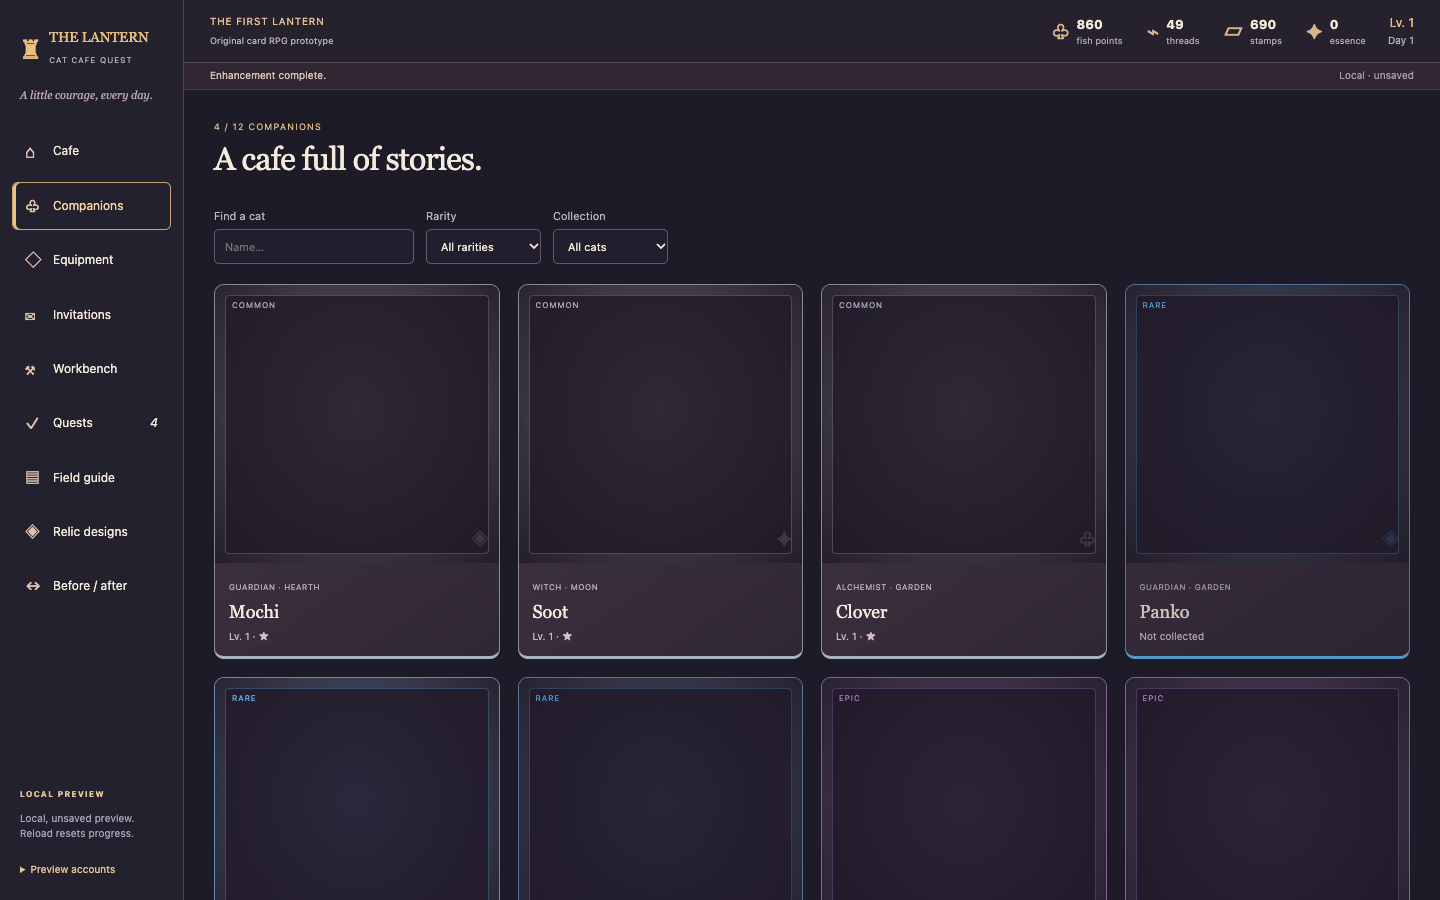 THE LANTERN
CAT CAFE QUEST
A little courage, every day.
Cafe
Companions
Equipment
Invitations
Workbench
Quests 4
Field guide
Relic designs
Before / after
LOCAL PREVIEW
Local, unsaved preview.
Reload resets progress.
Preview accounts
THE FIRST LANTERN
Original card RPG prototype
860
fish points
49
threads
690
stamps
0
essence
Lv. 1
Day 1
Enhancement complete.
Local · unsaved
4 / 12 COMPANIONS
A cafe full of stories.
Find a cat
Name...
Rarity
All rarities
Collection
All cats
COMMON
GUARDIAN · HEARTH
Mochi
Lv. 1 · ★
COMMON
WITCH · MOON
Soot
Lv. 1 · ★
COMMON
ALCHEMIST · GARDEN
Clover
Lv. 1 · ★
RARE
GUARDIAN · GARDEN
Panko
Not collected
RARE
RARE
EPIC
EPIC